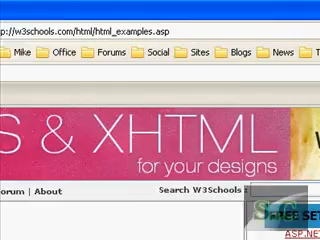 p://w3schools.com/html/html_examples.asp
Mike Office Forums Social Sites Blogs News T
S & XHTML
for your designs
orum | About Search W3Schools :
FREE SET
ASP.NE